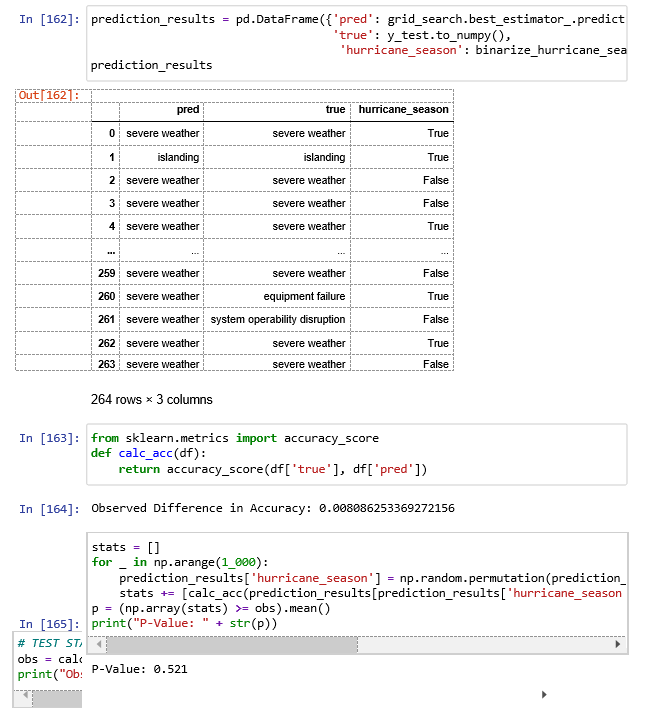 In [162]: prediction_results = pd.DataFrame({'pred': grid_search.best_estimator_.predict
'true': y_test.to_numpy(),
'hurricane_season': binarize_hurricane_sea
prediction_results
Out[162]:
pred true hurricane_season
0 severe weather severe weather True
1 islanding islanding True
2 severe weather severe weather False
3 severe weather severe weather False
4 severe weather severe weather True
... ... ... ...
259 severe weather severe weather False
260 severe weather equipment failure True
261 severe weather system operability disruption False
262 severe weather severe weather True
263 severe weather severe weather False
264 rows × 3 columns
In [163]: from sklearn.metrics import accuracy_score
def calc_acc(df):
return accuracy_score(df['true'], df['pred'])
In [164]: Observed Difference in Accuracy: 0.008086253369272156
stats = []
for _ in np.arange(1_000):
prediction_results['hurricane_season'] = np.random.permutation(prediction_
stats += [calc_acc(prediction_results[prediction_results['hurricane_season
p = (np.array(stats) >= obs).mean()
print("P-Value: " + str(p))
In [165]:
# TEST STA
obs = calc
print("Ob
P-Value: 0.521